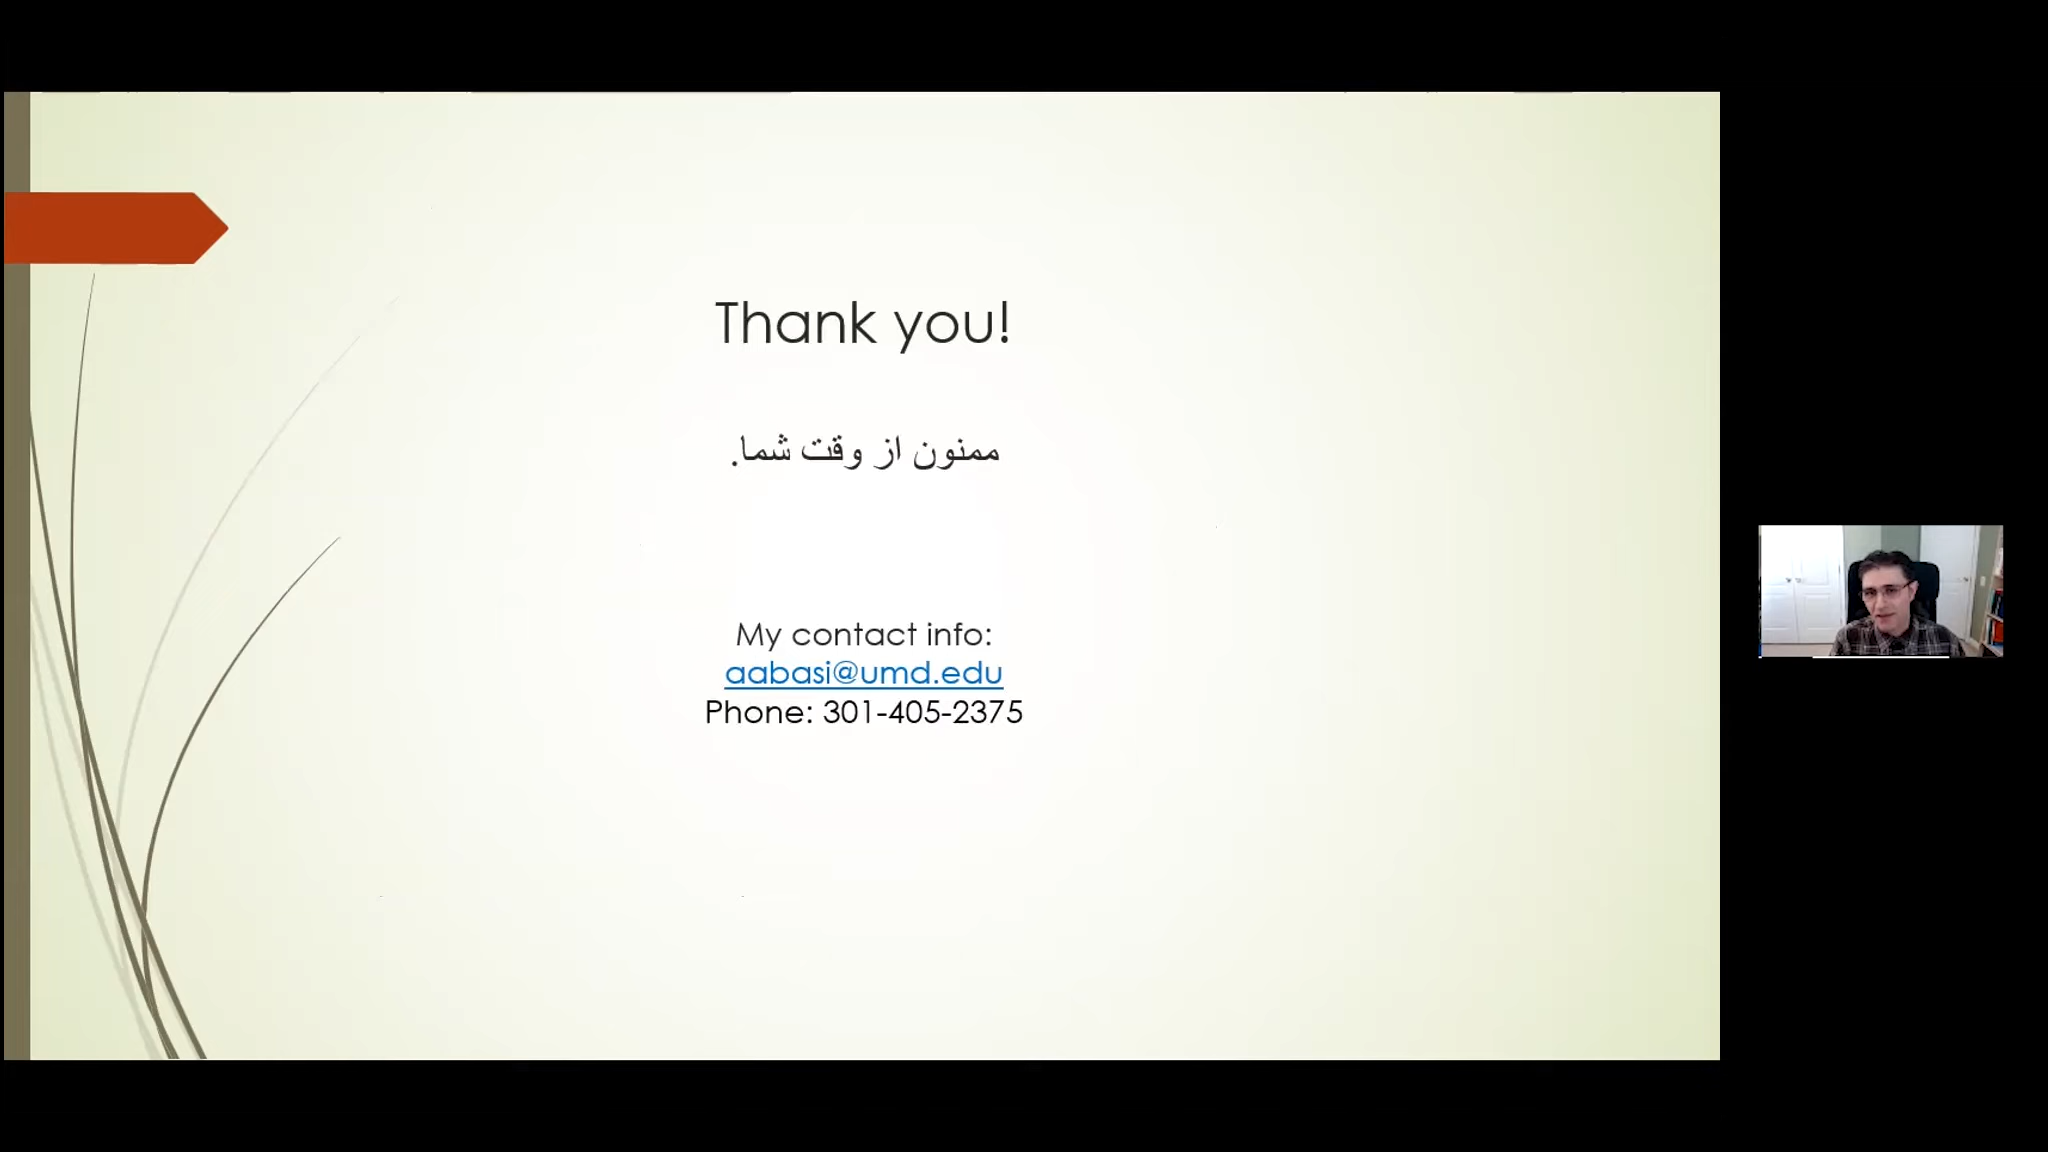 Thank you!
ممنون از وقت شما.
My contact info:
aabasi@umd.edu
Phone: 301-405-2375